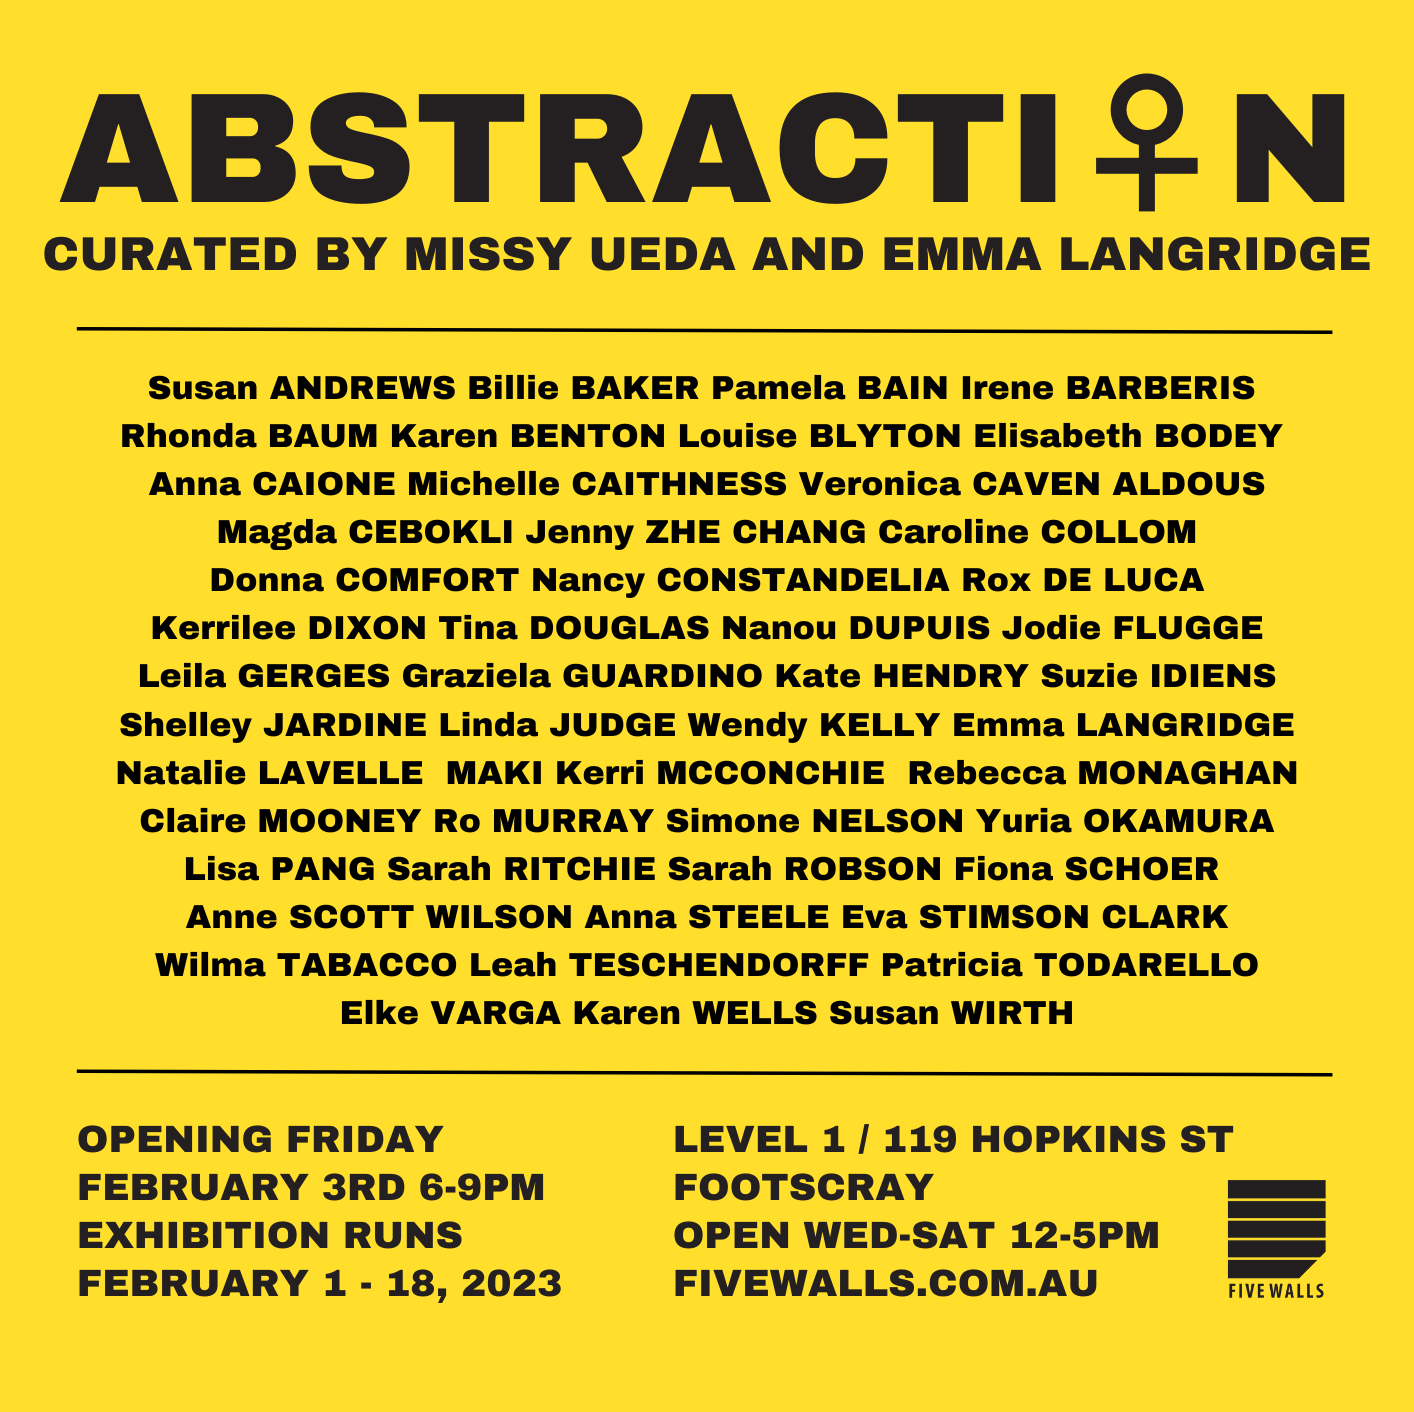 ABSTRACTI♀N
CURATED BY MISSY UEDA AND EMMA LANGRIDGE
Susan ANDREWS Billie BAKER Pamela BAIN Irene BARBERIS
Rhonda BAUM Karen BENTON Louise BLYTON Elisabeth BODEY
Anna CAIONE Michelle CAITHNESS Veronica CAVEN ALDOUS
Magda CEBOKLI Jenny ZHE CHANG Caroline COLLOM
Donna COMFORT Nancy CONSTANDELIA Rox DE LUCA
Kerrilee DIXON Tina DOUGLAS Nanou DUPUIS Jodie FLUGGE
Leila GERGES Graziela GUARDINO Kate HENDRY Suzie IDIENS
Shelley JARDINE Linda JUDGE Wendy KELLY Emma LANGRIDGE
Natalie LAVELLE  MAKI Kerri MCCONCHIE  Rebecca MONAGHAN
Claire MOONEY Ro MURRAY Simone NELSON Yuria OKAMURA
Lisa PANG Sarah RITCHIE Sarah ROBSON Fiona SCHOER
Anne SCOTT WILSON Anna STEELE Eva STIMSON CLARK
Wilma TABACCO Leah TESCHENDORFF Patricia TODARELLO
Elke VARGA Karen WELLS Susan WIRTH
OPENING FRIDAY
FEBRUARY 3RD 6-9PM
EXHIBITION RUNS
FEBRUARY 1 - 18, 2023
LEVEL 1 / 119 HOPKINS ST
FOOTSCRAY
OPEN WED-SAT 12-5PM
FIVEWALLS.COM.AU
FIVE WALLS